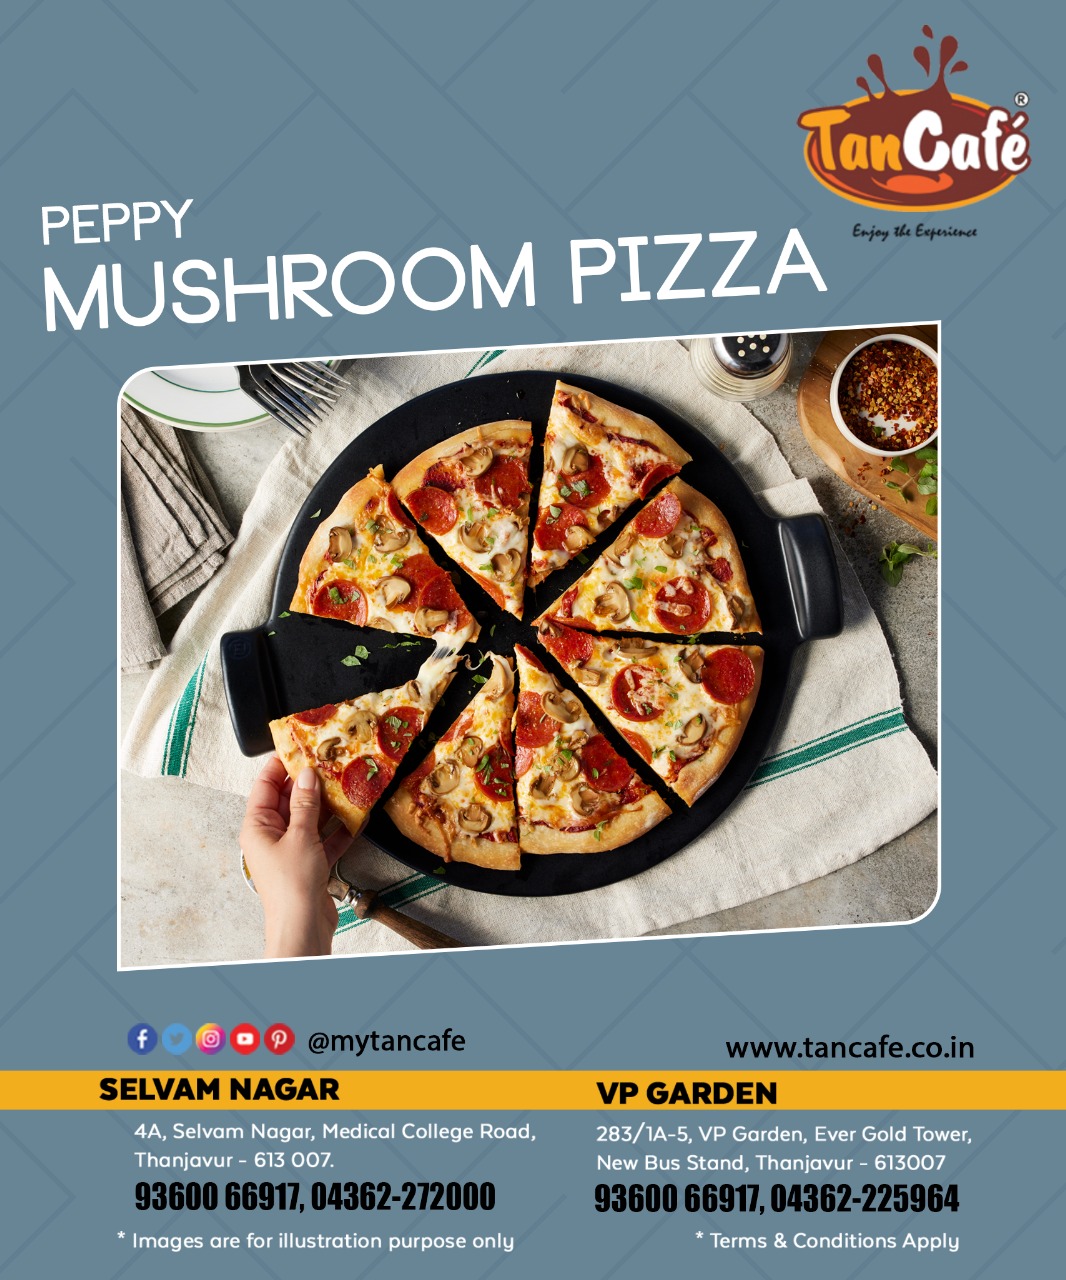 TanCafé ®
Enjoy the Experience
PEPPY
MUSHROOM PIZZA
@mytancafe
www.tancafe.co.in
SELVAM NAGAR
4A, Selvam Nagar, Medical College Road,
Thanjavur - 613 007.
93600 66917, 04362-272000
* Images are for illustration purpose only
VP GARDEN
283/1A-5, VP Garden, Ever Gold Tower,
New Bus Stand, Thanjavur - 613007
93600 66917, 04362-225964
* Terms & Conditions Apply